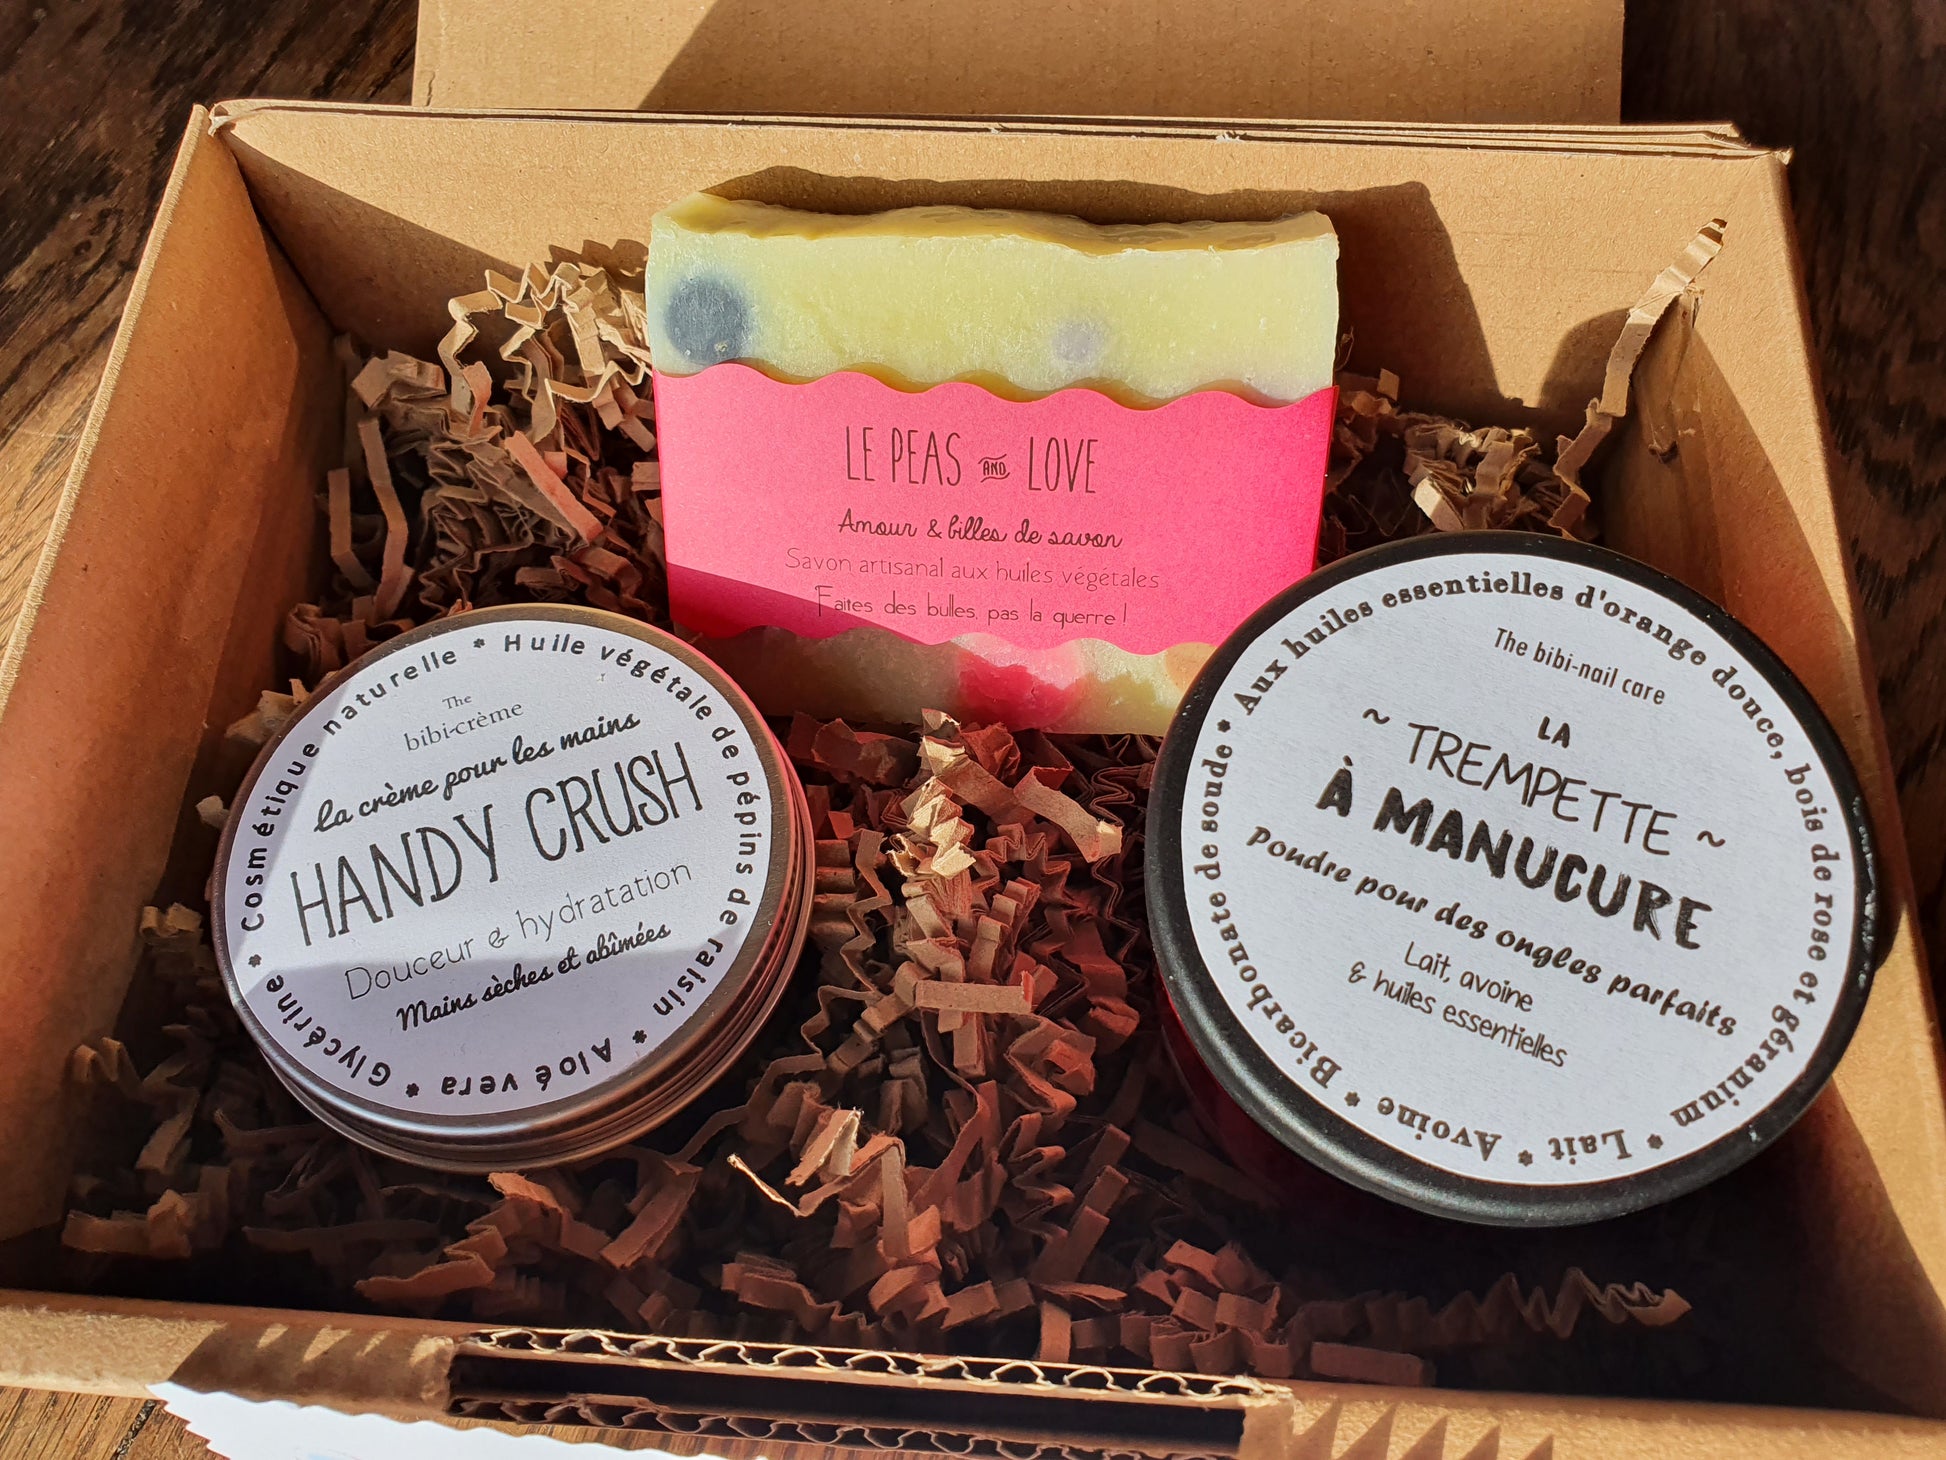 LE PEAS AND LOVE
Amour & billes de savon
Savon artisanal aux huiles végétales
Faites des bulles, pas la guerre !
The
bibi-crème
la crème pour les mains
HANDY CRUSH
Douceur & hydratation
Mains sèches et abîmées
* Cosmétique naturelle * Huile végétale de pépins de raisin * Aloé vera * Glycérine
The bibi-nail care
LA
~ TREMPETTE ~
À MANUCURE
Poudre pour des ongles parfaits
Lait, avoine
& huiles essentielles
* Aux huiles essentielles d'orange douce, bois de rose et géranium * Lait * Avoine * Bicarbonate de soude